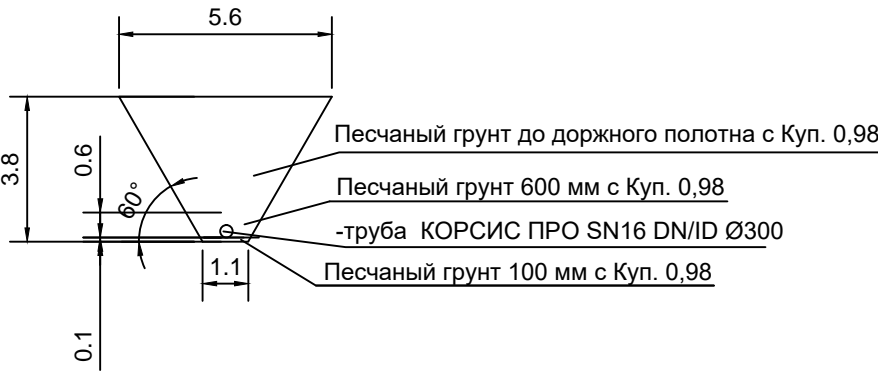 5.6
Песчаный грунт до доржного полотна с Куп. 0,98
3.8
0.6
60°
Песчаный грунт 600 мм с Куп. 0,98
-труба КОРСИС ПРО SN16 DN/ID Ø300
1.1
Песчаный грунт 100 мм с Куп. 0,98
0.1